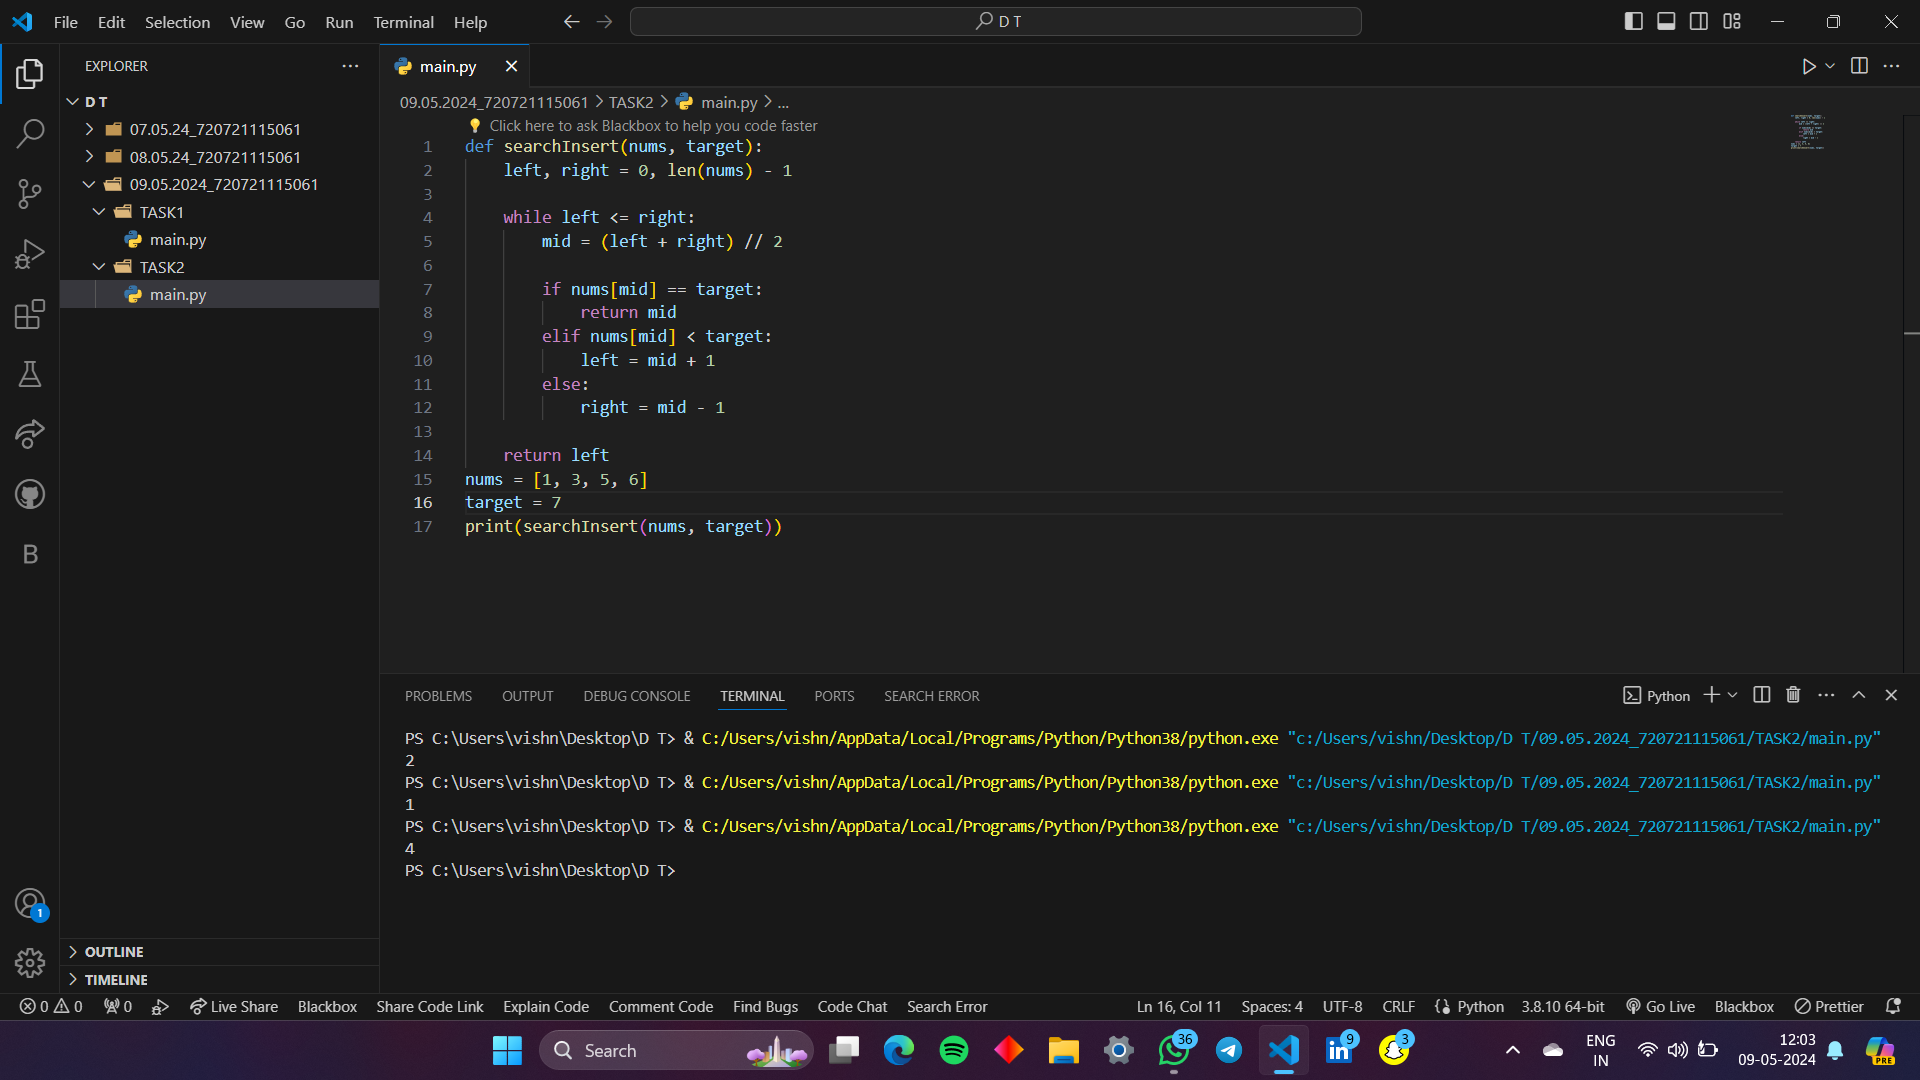 File Edit Selection View Go Run Terminal Help
D T
EXPLORER
D T
07.05.24_720721115061
08.05.24_720721115061
09.05.2024_720721115061
TASK1
main.py
TASK2
main.py
OUTLINE
TIMELINE
B
1
main.py
09.05.2024_720721115061 > TASK2 > main.py > ...
Click here to ask Blackbox to help you code faster
1 def searchInsert(nums, target):
2     left, right = 0, len(nums) - 1
3
4     while left <= right:
5         mid = (left + right) // 2
6
7         if nums[mid] == target:
8             return mid
9         elif nums[mid] < target:
10             left = mid + 1
11         else:
12             right = mid - 1
13
14     return left
15 nums = [1, 3, 5, 6]
16 target = 7
17 print(searchInsert(nums, target))
PROBLEMS OUTPUT DEBUG CONSOLE TERMINAL PORTS SEARCH ERROR
Python
PS C:\Users\vishn\Desktop\D T> & C:/Users/vishn/AppData/Local/Programs/Python/Python38/python.exe "c:/Users/vishn/Desktop/D T/09.05.2024_720721115061/TASK2/main.py"
2
PS C:\Users\vishn\Desktop\D T> & C:/Users/vishn/AppData/Local/Programs/Python/Python38/python.exe "c:/Users/vishn/Desktop/D T/09.05.2024_720721115061/TASK2/main.py"
1
PS C:\Users\vishn\Desktop\D T> & C:/Users/vishn/AppData/Local/Programs/Python/Python38/python.exe "c:/Users/vishn/Desktop/D T/09.05.2024_720721115061/TASK2/main.py"
4
PS C:\Users\vishn\Desktop\D T>
0 0 0 Live Share Blackbox Share Code Link Explain Code Comment Code Find Bugs Code Chat Search Error Ln 16, Col 11 Spaces: 4 UTF-8 CRLF {} Python 3.8.10 64-bit Go Live Blackbox Prettier
Search 36 in 9 3 ENG 12:03
IN 09-05-2024 PRE